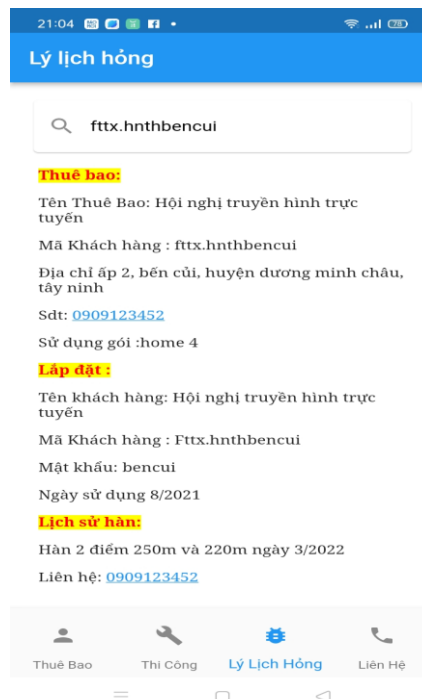 21:04
78
Lý lịch hỏng
fttx.hnthbencui
Thuê bao:
Tên Thuê Bao: Hội nghị truyền hình trực
tuyến
Mã Khách hàng : fttx.hnthbencui
Địa chỉ ấp 2, bến củi, huyện dương minh châu,
tây ninh
Sdt: 0909123452
Sử dụng gói :home 4
Lắp đặt :
Tên khách hàng: Hội nghị truyền hình trực
tuyến
Mã Khách hàng : Fttx.hnthbencui
Mật khẩu: bencui
Ngày sử dụng 8/2021
Lịch sử hàn:
Hàn 2 điểm 250m và 220m ngày 3/2022
Liên hệ: 0909123452
Thuê Bao
Thi Công
Lý Lịch Hỏng
Liên Hệ